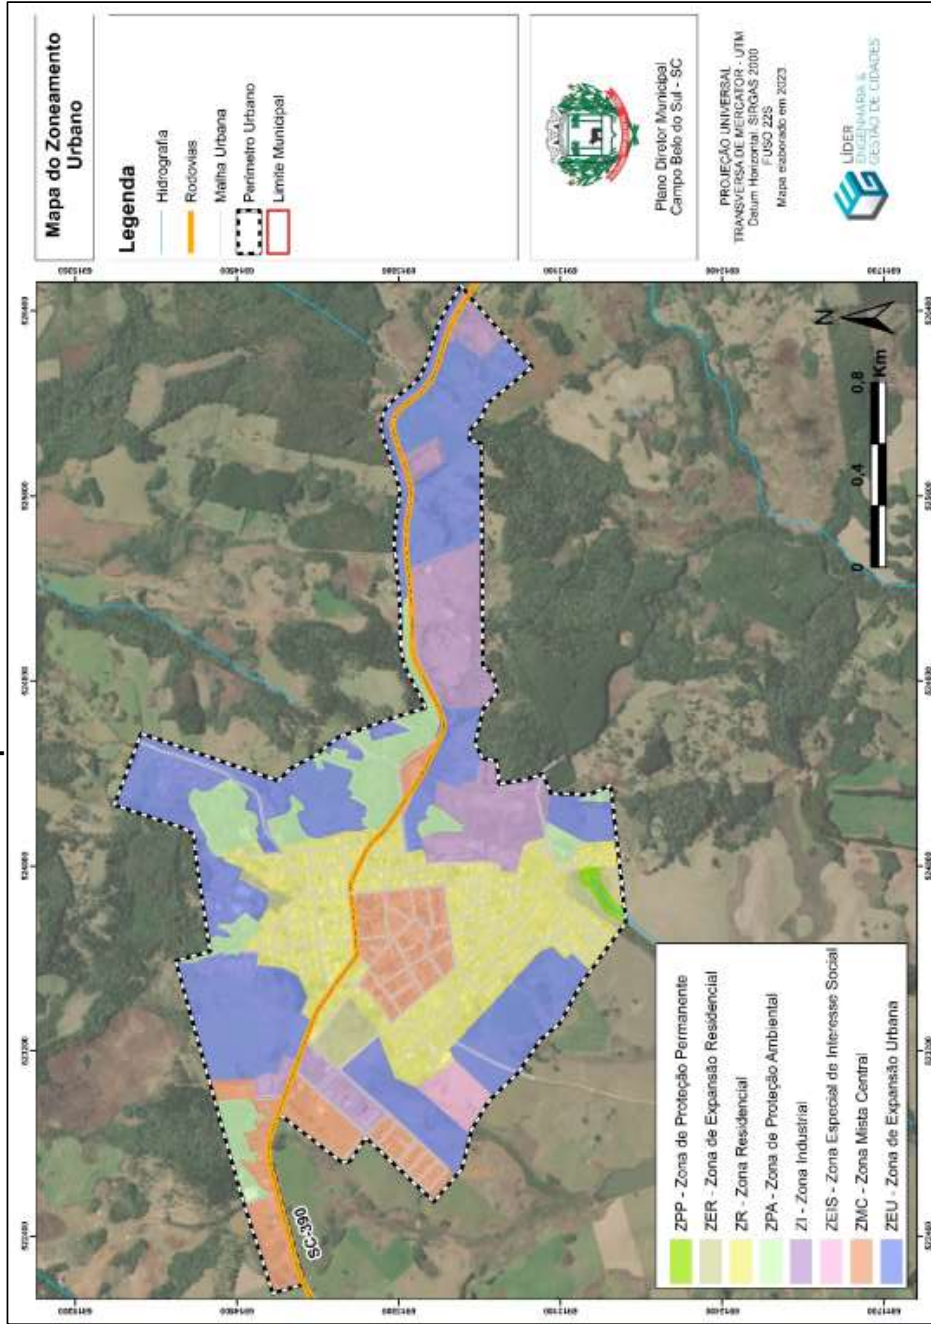 Mapa do Zoneamento
Urbano
Legenda
Hidrografia
Rodovias
Malha Urbana
Perímetro Urbano
Limite Municipal
Plano Diretor Municipal
Campo Belo do Sul - SC
PROJEÇÃO UNIVERSAL
TRANSVERSA DE MERCATOR - UTM
Datum Horizontal: SIRGAS 2000
FUSO 22S
Mapa elaborado em 2023
LÍDER
ENGENHARIA &
GESTÃO DE CIDADES
SC-390
N
0 0,4 0,8
Km
ZPP - Zona de Proteção Permanente
ZER - Zona de Expansão Residencial
ZR - Zona Residencial
ZPA - Zona de Proteção Ambiental
ZI - Zona Industrial
ZEIS - Zona Especial de Interesse Social
ZMC - Zona Mista Central
ZEU - Zona de Expansão Urbana